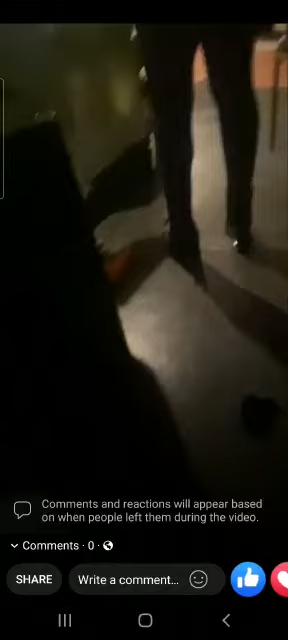 Comments and reactions will appear based
on when people left them during the video.
Comments · 0 ·
SHARE
Write a comment...